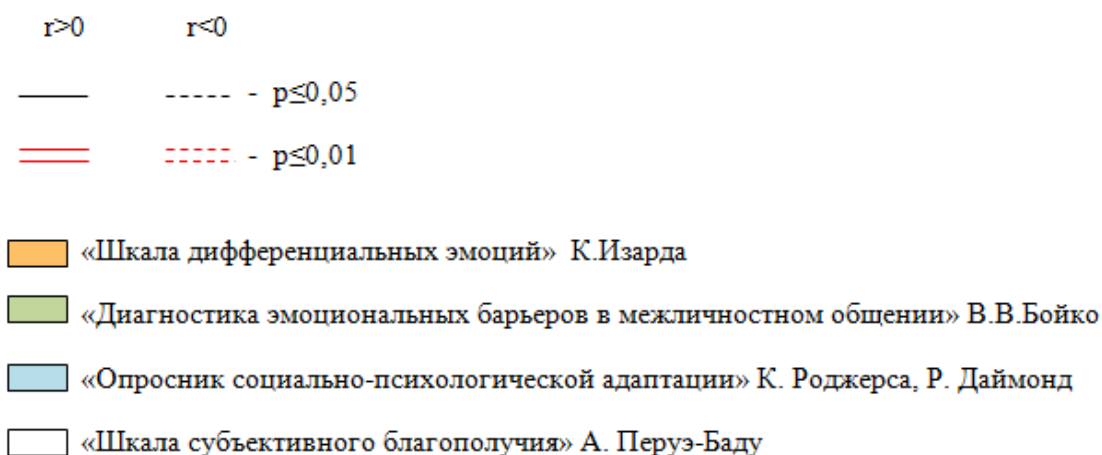 r>0 r<0
- p≤0,05
- p≤0,01
«Шкала дифференциальных эмоций» К.Изарда
«Диагностика эмоциональных барьеров в межличностном общении» В.В.Бойко
«Опросник социально-психологической адаптации» К. Роджерса, Р. Даймонд
«Шкала субъективного благополучия» А. Перуэ-Баду